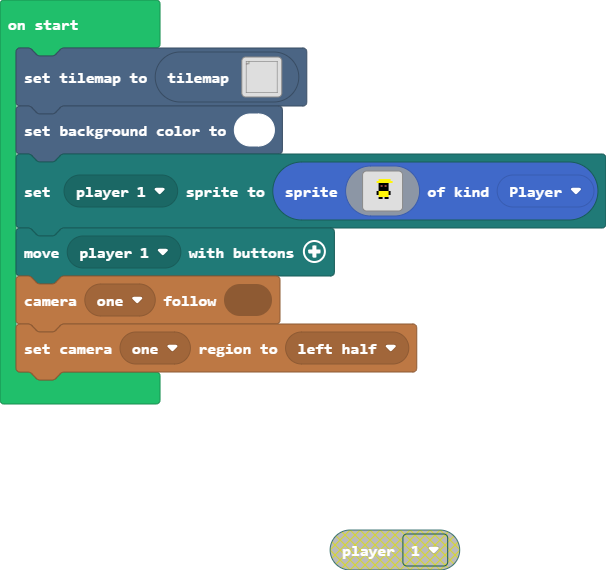 on start
set tilemap to tilemap
set background color to
set player 1 sprite to sprite of kind Player
move player 1 with buttons
camera one follow
set camera one region to left half
player 1